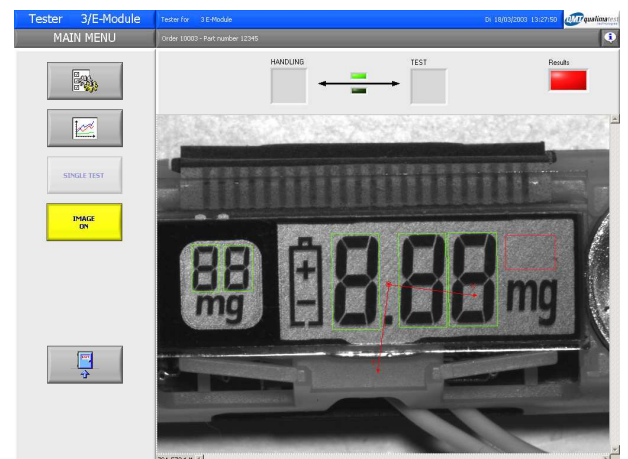 Tester 3/E-Module
Tester for 3 E-Module
Di 18/03/2003 13:27:50
BMT qualimatest
MAIN MENU
Order 10003 - Part number 12345
HANDLING
TEST
Results
SINGLE TEST
IMAGE
ON
88
mg
8.88
mg